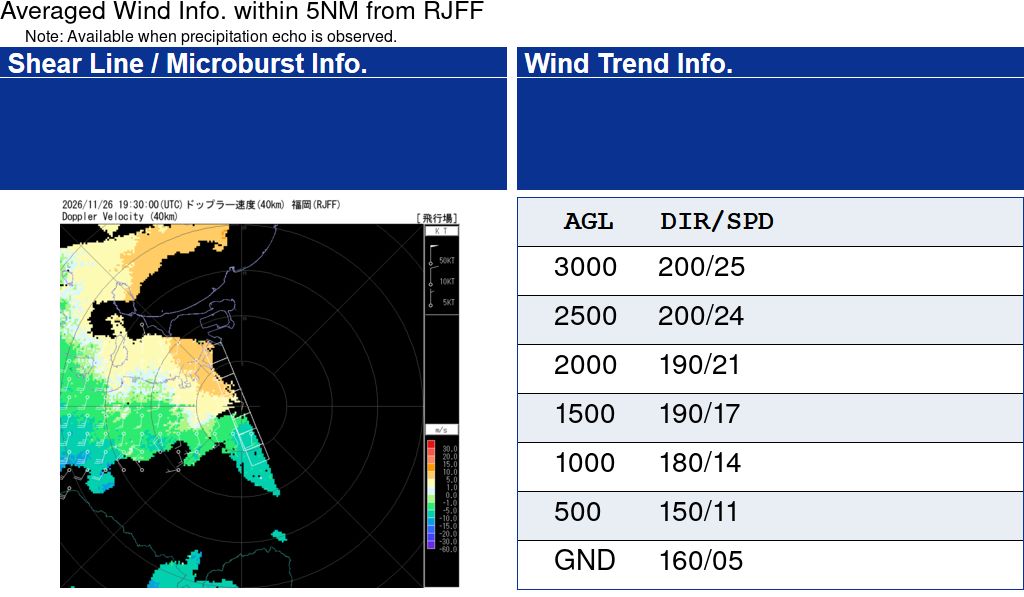 Averaged Wind Info. within 5NM from RJFF
Note: Available when precipitation echo is observed.
Shear Line / Microburst Info.
Wind Trend Info.
2026/11/26 19:30:00(UTC) ドップラー速度(40km) 福岡(RJFF)
Doppler Velocity (40km)
[飛行場]
K T
50KT
10KT
5KT
m/s
30.0
20.0
15.0
10.0
5.0
1.0
0.0
-1.0
-5.0
-10.0
-15.0
-20.0
-30.0
-60.0
AGL DIR/SPD
3000 200/25
2500 200/24
2000 190/21
1500 190/17
1000 180/14
500 150/11
GND 160/05